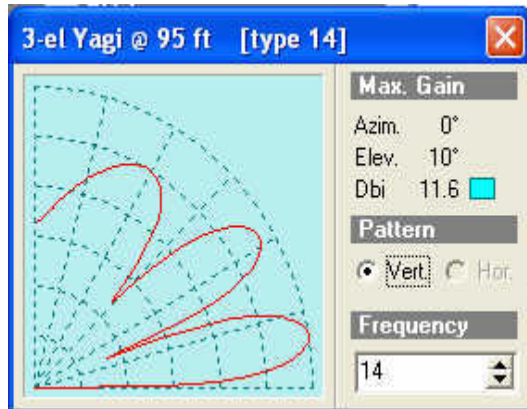 3-el Yagi @ 95 ft [type 14]
Max. Gain
Azim. 0°
Elev. 10°
Dbi 11.6
Pattern
Vert. Hor.
Frequency
14